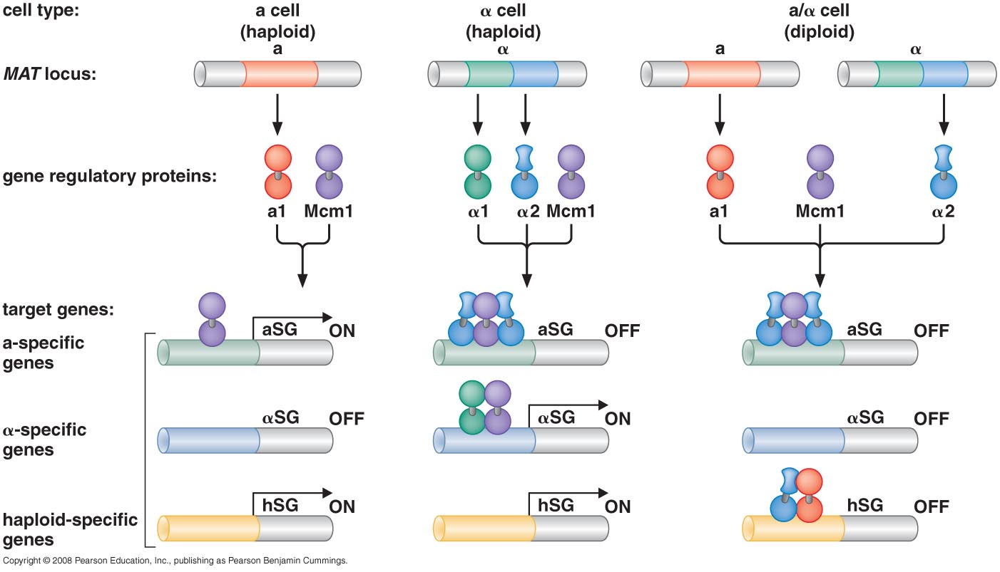 cell type:
a cell
(haploid)
α cell
(haploid)
a/α cell
(diploid)
MAT locus:
a
α
a
α
gene regulatory proteins:
a1 Mcm1
α1 α2 Mcm1
a1 Mcm1 α2
target genes:
a-specific
genes
aSG ON
aSG OFF
aSG OFF
α-specific
genes
αSG OFF
αSG ON
αSG OFF
haploid-specific
genes
hSG ON
hSG ON
hSG OFF
Copyright © 2008 Pearson Education, Inc., publishing as Pearson Benjamin Cummings.